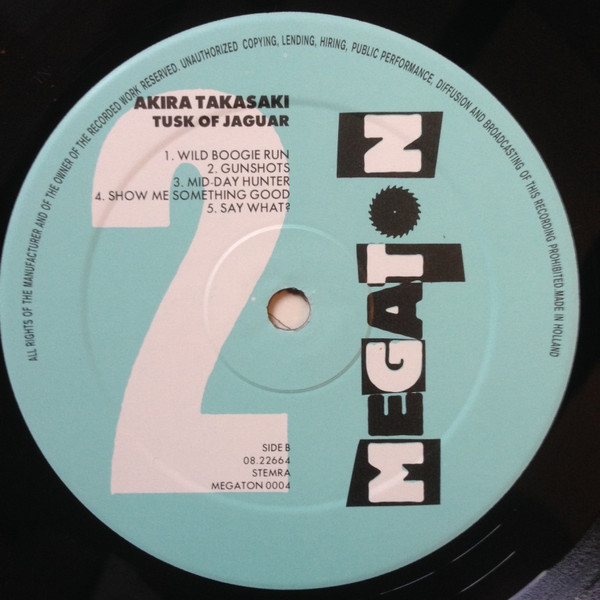 ALL RIGHTS OF THE MANUFACTURER AND OF THE OWNER OF THE RECORDED WORK RESERVED. UNAUTHORIZED COPYING, LENDING, HIRING, PUBLIC PERFORMANCE, DIFFUSION AND BROADCASTING OF THIS RECORDING PROHIBITED. MADE IN HOLLAND
2
AKIRA TAKASAKI
TUSK OF JAGUAR
1. WILD BOOGIE RUN
2. GUNSHOTS
3. MID-DAY HUNTER
4. SHOW ME SOMETHING GOOD
5. SAY WHAT?
MEGATON
SIDE B
08.22664
STEMRA
MEGATON 0004